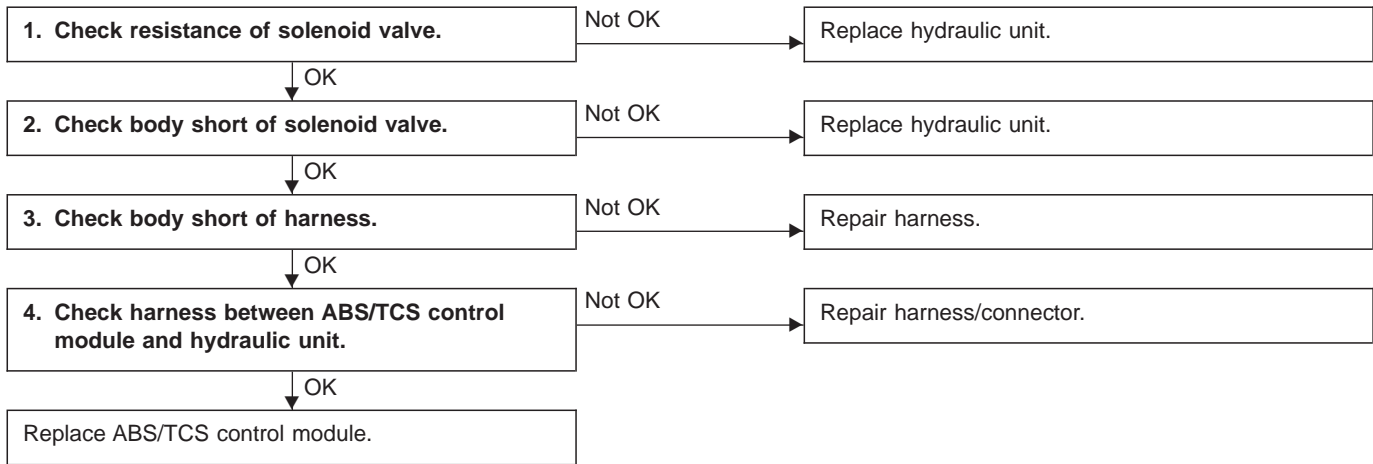 1. Check resistance of solenoid valve.
Not OK
Replace hydraulic unit.
OK
2. Check body short of solenoid valve.
Not OK
Replace hydraulic unit.
OK
3. Check body short of harness.
Not OK
Repair harness.
OK
4. Check harness between ABS/TCS control
module and hydraulic unit.
Not OK
Repair harness/connector.
OK
Replace ABS/TCS control module.